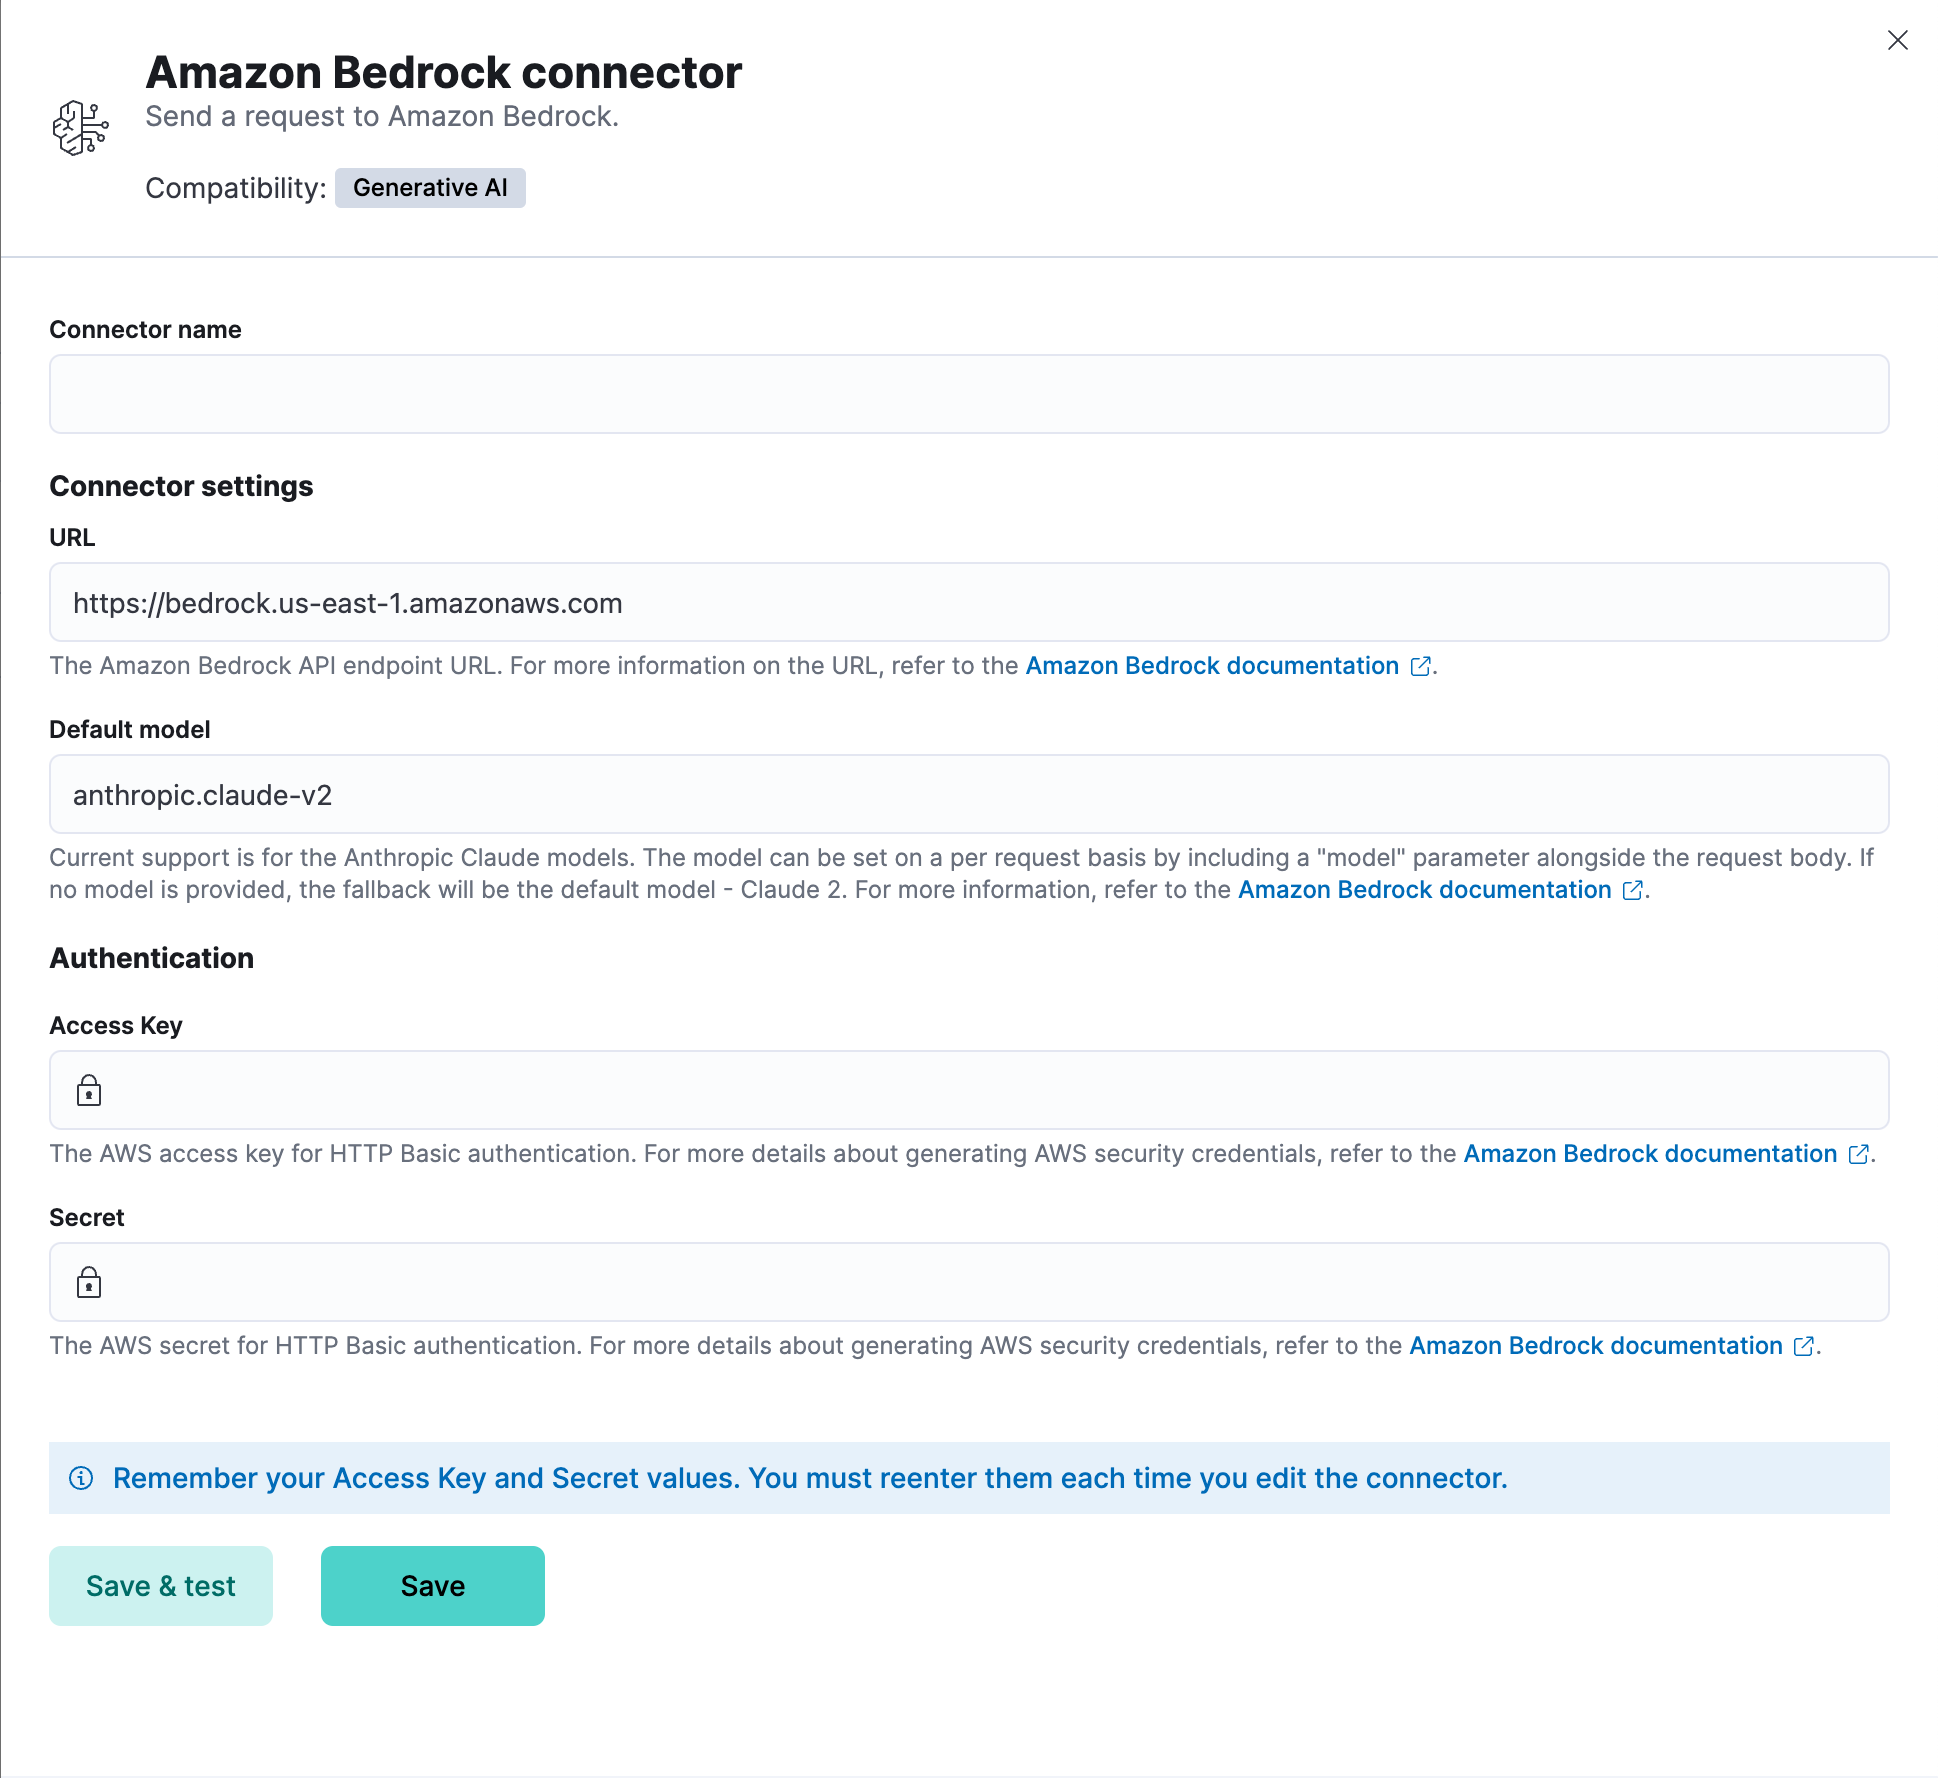 Amazon Bedrock connector
Send a request to Amazon Bedrock.
Compatibility: Generative AI
Connector name
Connector settings
URL
https://bedrock.us-east-1.amazonaws.com
The Amazon Bedrock API endpoint URL. For more information on the URL, refer to the Amazon Bedrock documentation.
Default model
anthropic.claude-v2
Current support is for the Anthropic Claude models. The model can be set on a per request basis by including a "model" parameter alongside the request body. If
no model is provided, the fallback will be the default model - Claude 2. For more information, refer to the Amazon Bedrock documentation.
Authentication
Access Key
The AWS access key for HTTP Basic authentication. For more details about generating AWS security credentials, refer to the Amazon Bedrock documentation.
Secret
The AWS secret for HTTP Basic authentication. For more details about generating AWS security credentials, refer to the Amazon Bedrock documentation.
Remember your Access Key and Secret values. You must reenter them each time you edit the connector.
Save & test Save